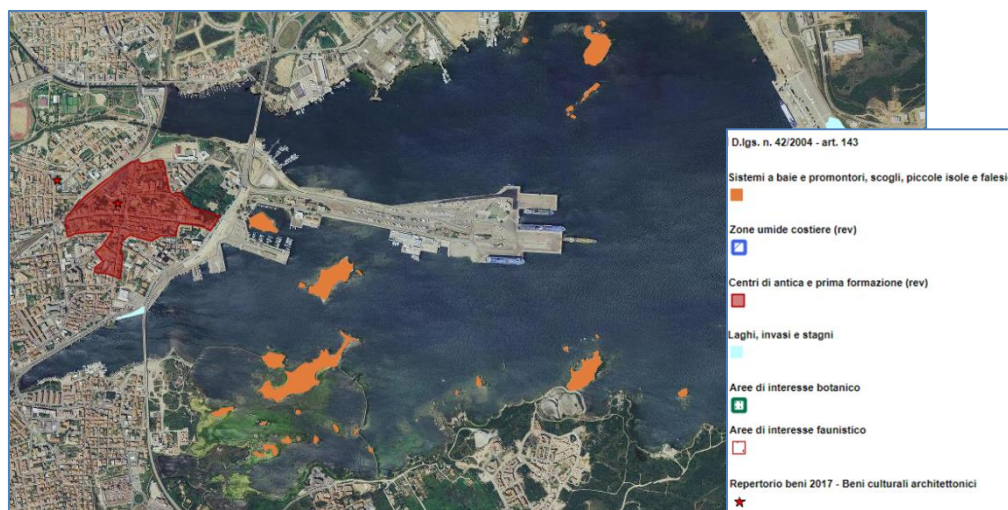 D.lgs. n. 42/2004 - art. 143
Sistemi a baie e promontori, scogli, piccole isole e falesi
Zone umide costiere (rev)
Centri di antica e prima formazione (rev)
Laghi, invasi e stagni
Aree di interesse botanico
Aree di interesse faunistico
Repertorio beni 2017 - Beni culturali architettonici